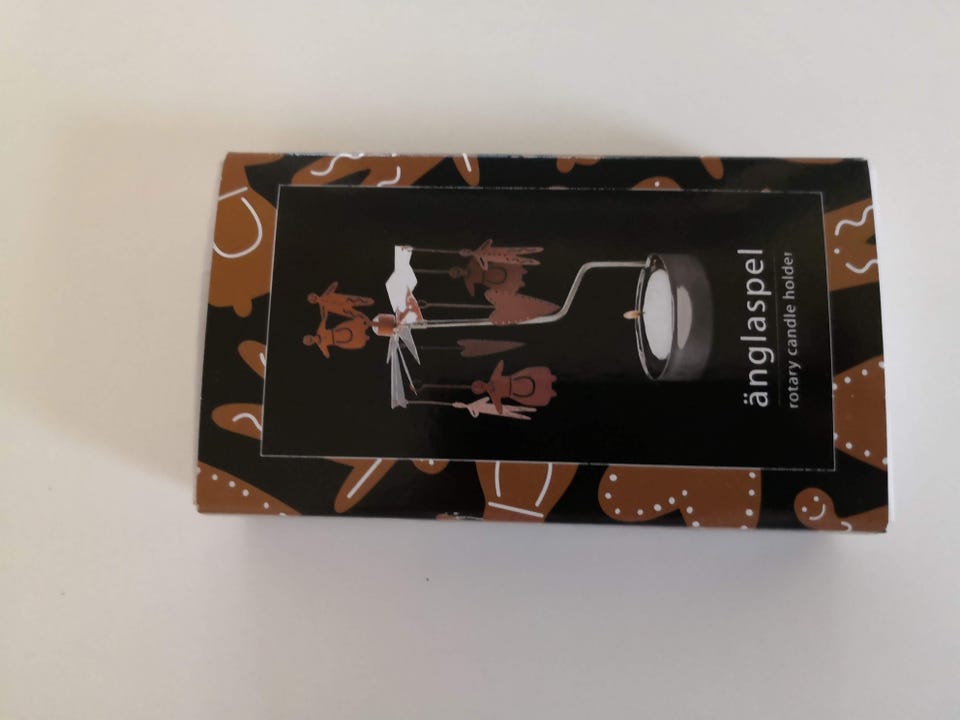 änglaspel
rotary candle holder